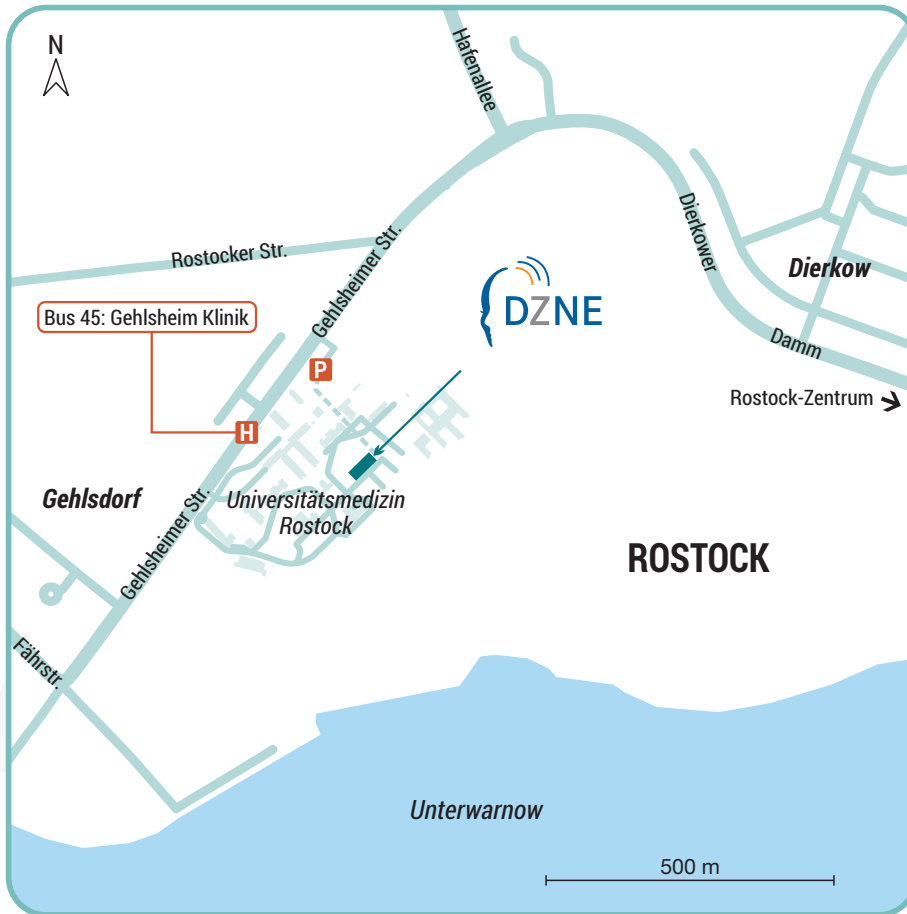 N
Hafenallee
Rostocker Str.
Gehlsheimer Str.
Dierkower
Damm
Dierkow
DZNE
Bus 45: Gehlsheim Klinik
P
Rostock-Zentrum
H
Gehlsdorf
Universitätsmedizin
Rostock
Gehlsheimer Str.
ROSTOCK
Fährstr.
Unterwarnow
500 m